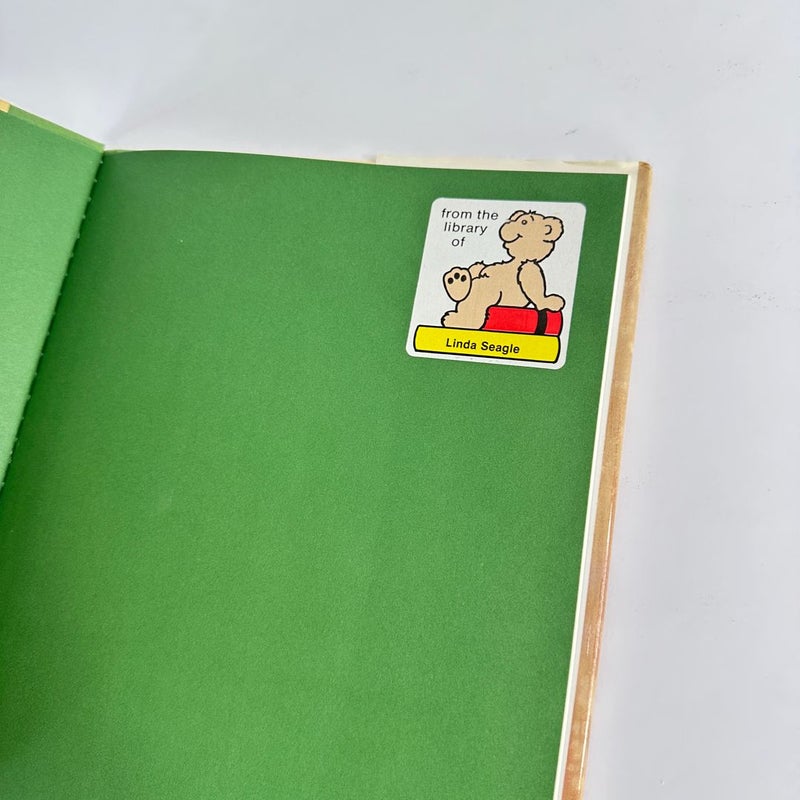 from the
library
of
Linda Seagle